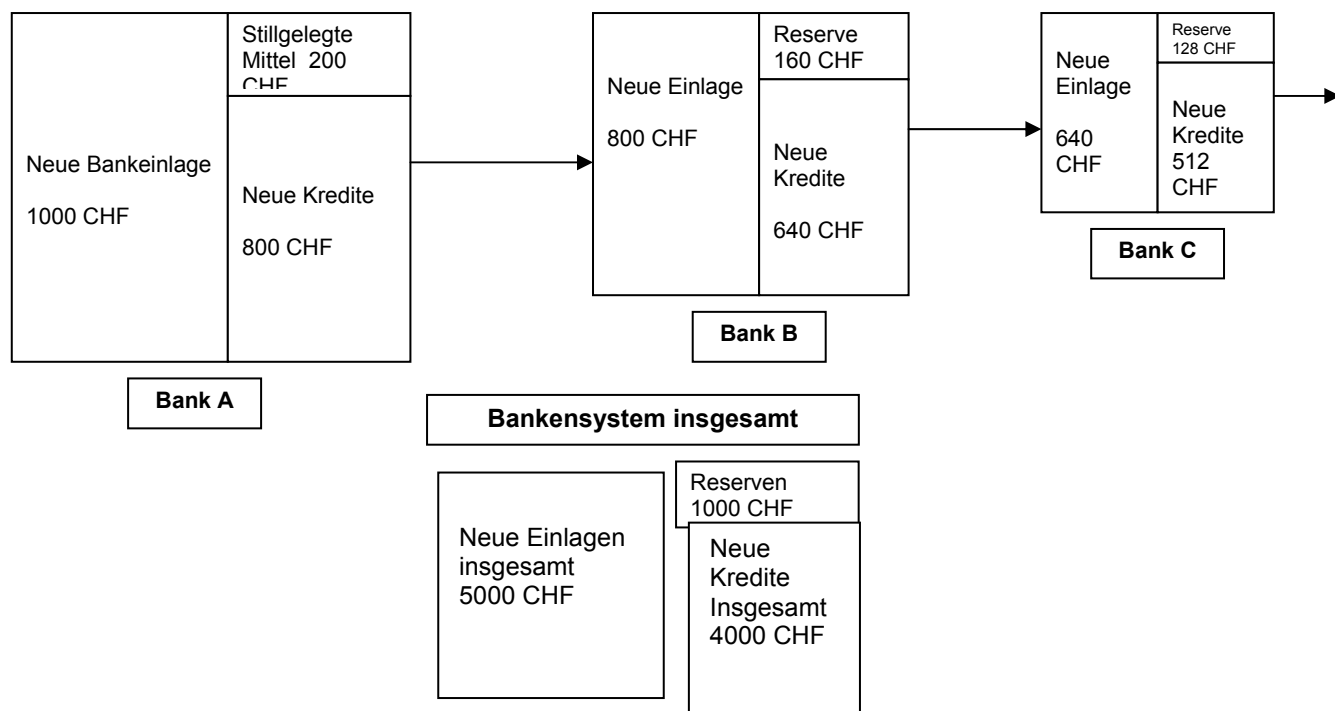 Neue Bankeinlage
1000 CHF
Stillgelegte
Mittel 200
CHF
Neue Kredite
800 CHF
Bank A
Neue Einlage
800 CHF
Reserve
160 CHF
Neue
Kredite
640 CHF
Bank B
Neue
Einlage
640
CHF
Reserve
128 CHF
Neue
Kredite
512
CHF
Bank C
Bankensystem insgesamt
Neue Einlagen
insgesamt
5000 CHF
Reserven
1000 CHF
Neue
Kredite
Insgesamt
4000 CHF